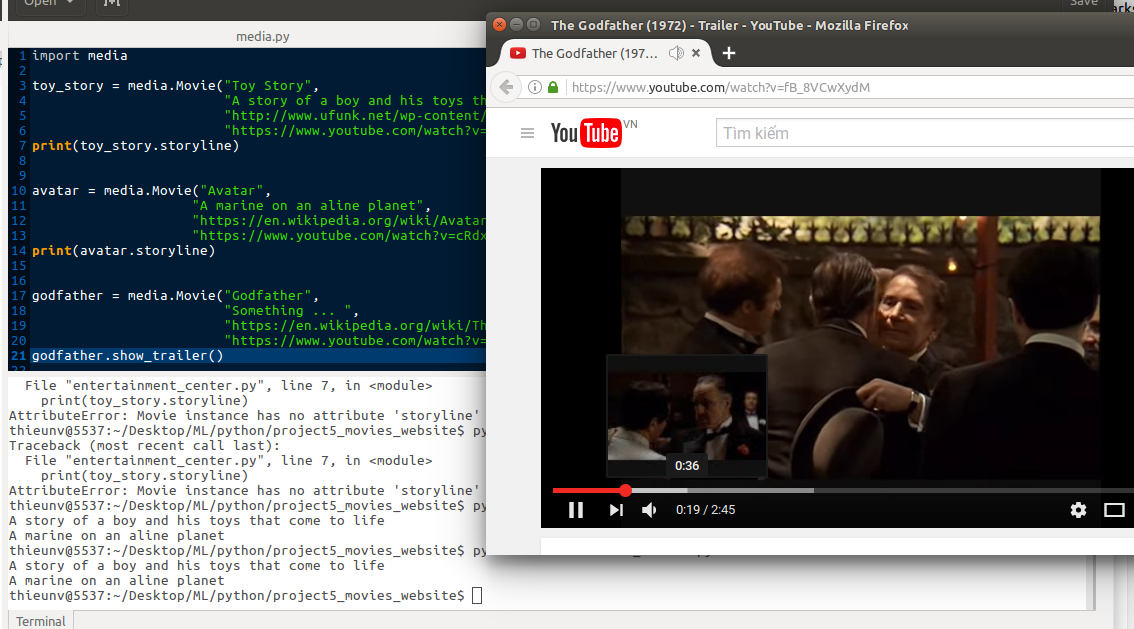 Open
Save
media.py
1 import media
2
3 toy_story = media.Movie("Toy Story",
4 "A story of a boy and his toys th
5 "http://www.ufunk.net/wp-content/
6 "https://www.youtube.com/watch?v=
7 print(toy_story.storyline)
8
9
10 avatar = media.Movie("Avatar",
11 "A marine on an aline planet",
12 "https://en.wikipedia.org/wiki/Avatar
13 "https://www.youtube.com/watch?v=cRdx
14 print(avatar.storyline)
15
16
17 godfather = media.Movie("Godfather",
18 "Something ... ",
19 "https://en.wikipedia.org/wiki/Th
20 "https://www.youtube.com/watch?v=
21 godfather.show_trailer()
22
File "entertainment_center.py", line 7, in <module>
print(toy_story.storyline)
AttributeError: Movie instance has no attribute 'storyline'
thieunv@5537:~/Desktop/ML/python/project5_movies_website$ py
Traceback (most recent call last):
File "entertainment_center.py", line 7, in <module>
print(toy_story.storyline)
AttributeError: Movie instance has no attribute 'storyline'
thieunv@5537:~/Desktop/ML/python/project5_movies_website$ py
A story of a boy and his toys that come to life
A marine on an aline planet
thieunv@5537:~/Desktop/ML/python/project5_movies_website$ py
A story of a boy and his toys that come to life
A marine on an aline planet
thieunv@5537:~/Desktop/ML/python/project5_movies_website$
Terminal
The Godfather (1972) - Trailer - YouTube - Mozilla Firefox
The Godfather (197...
https://www.youtube.com/watch?v=fB_8VCwXydM
YouTube VN
Tìm kiếm
0:36
0:19 / 2:45